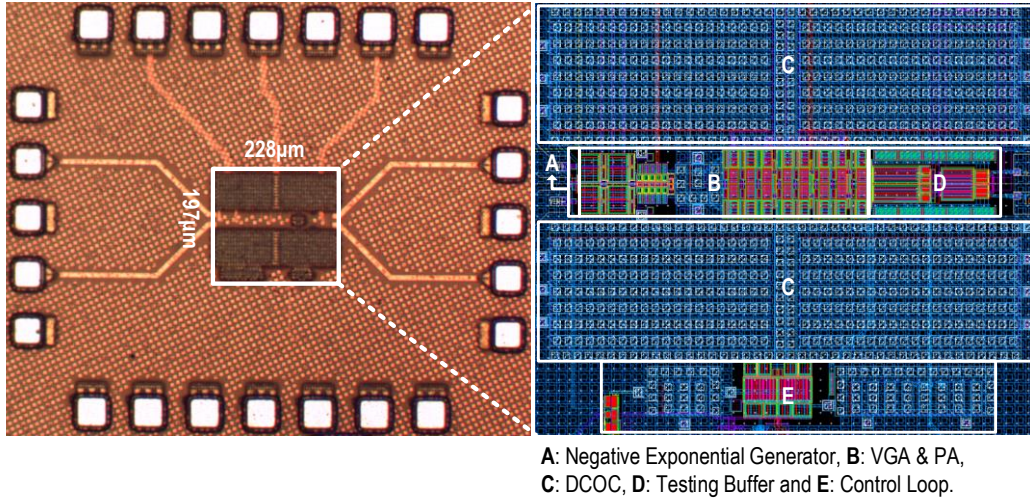 228μm
197μm
C
A
B
D
C
E
A: Negative Exponential Generator, B: VGA & PA,
C: DCOC, D: Testing Buffer and E: Control Loop.